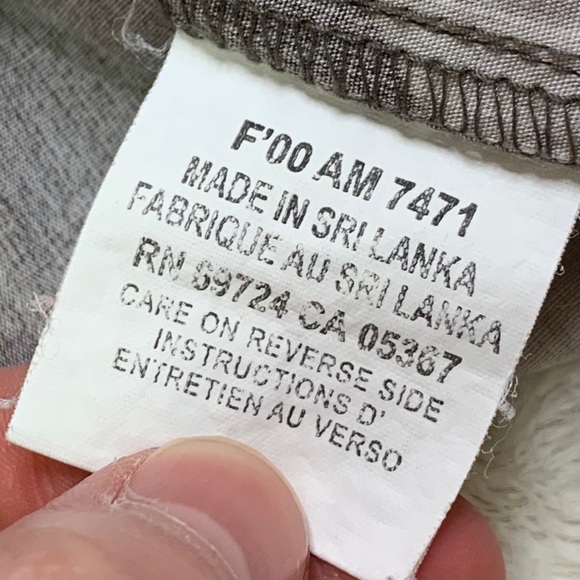 F'00 AM 7471
MADE IN SRI LANKA
FABRIQUE AU SRI LANKA
RN 89724 CA 05367
CARE ON REVERSE SIDE
INSTRUCTIONS D'
ENTRETIEN AU VERSO